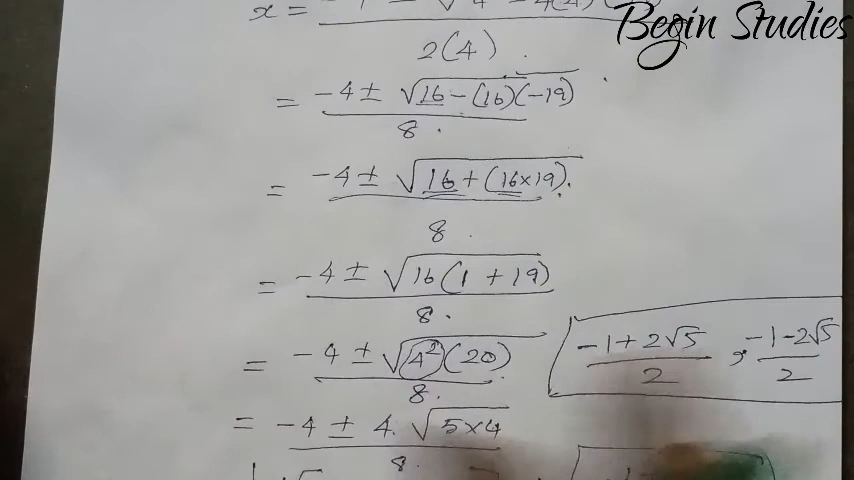 Begin Studies
x =
2(4).
= -4 ± √16 - (16)(-19)
8.
= -4 ± √16 + (16×19).
8.
= -4 ± √16(1 + 19)
8.
= -4 ± √4²(20)
8.
-1+2√5 , -1-2√5
2 2
= -4 ± 4. √5×4
8.